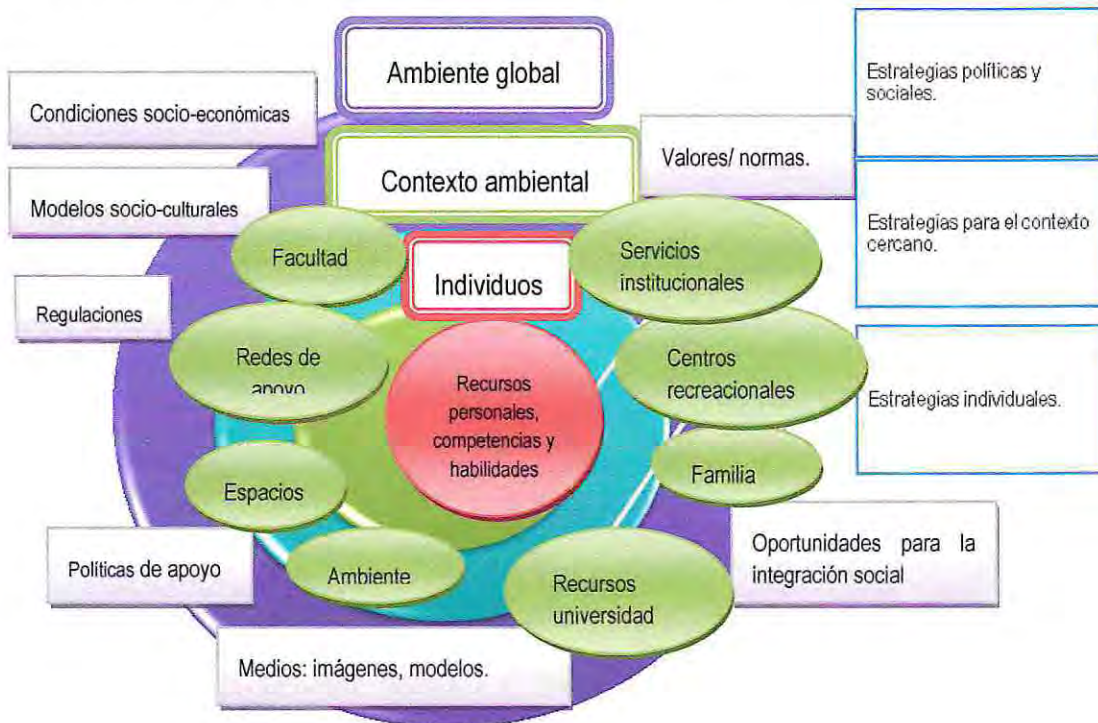 Ambiente global
Condiciones socio-económicas
Contexto ambiental
Valores/ normas.
Modelos socio-culturales
Facultad
Individuos
Servicios
institucionales
Regulaciones
Redes de
apoyo
Centros
recreacionales
Recursos
personales,
competencias y
habilidades
Espacios
Familia
Políticas de apoyo
Ambiente
Recursos
universidad
Oportunidades para la
integración social
Medios: imágenes, modelos.
Estrategias políticas y
sociales.
Estrategias para el contexto
cercano.
Estrategias individuales.